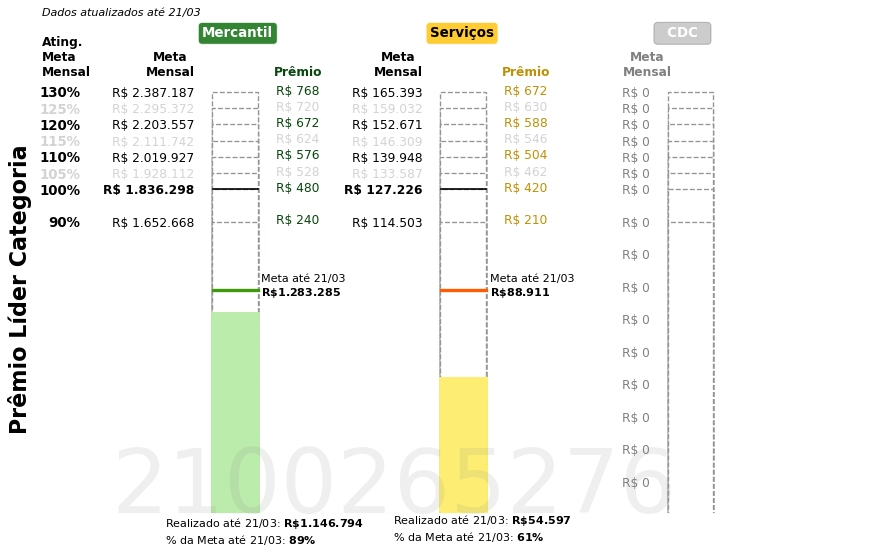 Dados atualizados até 21/03
Mercantil Serviços CDC
Ating. Meta Mensal Meta Mensal Prêmio Meta Mensal Prêmio Meta Mensal
130% R$ 2.387.187 R$ 768 R$ 165.393 R$ 672 R$ 0
125% R$ 2.295.372 R$ 720 R$ 159.032 R$ 630 R$ 0
120% R$ 2.203.557 R$ 672 R$ 152.671 R$ 588 R$ 0
115% R$ 2.111.742 R$ 624 R$ 146.309 R$ 546 R$ 0
110% R$ 2.019.927 R$ 576 R$ 139.948 R$ 504 R$ 0
105% R$ 1.928.112 R$ 528 R$ 133.587 R$ 462 R$ 0
100% R$ 1.836.298 R$ 480 R$ 127.226 R$ 420 R$ 0
90% R$ 1.652.668 R$ 240 R$ 114.503 R$ 210 R$ 0
R$ 0
Meta até 21/03 Meta até 21/03
R$1.283.285 R$88.911 R$ 0
R$ 0
R$ 0
R$ 0
R$ 0
R$ 0
R$ 0
Prêmio Líder Categoria
2100265276
Realizado até 21/03: R$1.146.794 Realizado até 21/03: R$54.597
% da Meta até 21/03: 89% % da Meta até 21/03: 61%